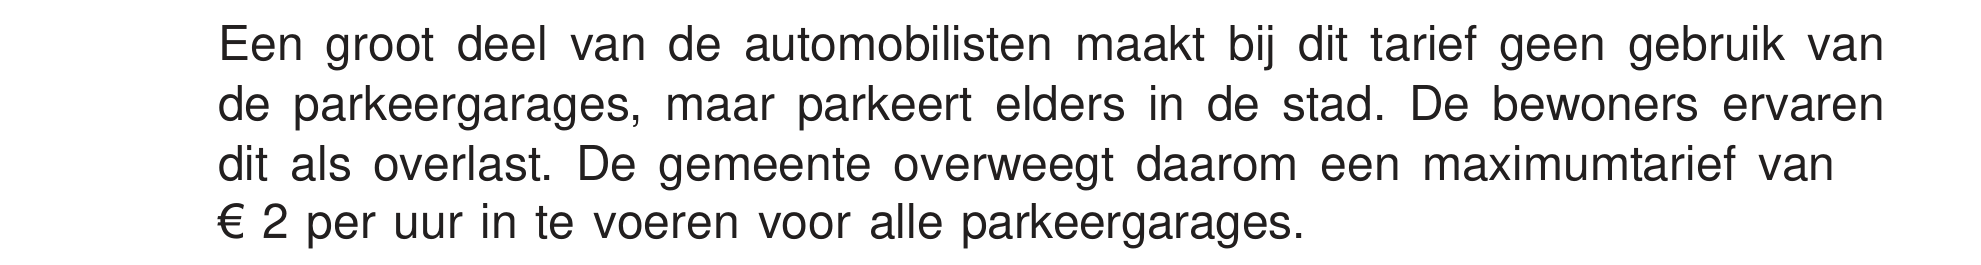 Een groot deel van de automobilisten maakt bij dit tarief geen gebruik van
de parkeergarages, maar parkeert elders in de stad. De bewoners ervaren
dit als overlast. De gemeente overweegt daarom een maximumtarief van
€ 2 per uur in te voeren voor alle parkeergarages.